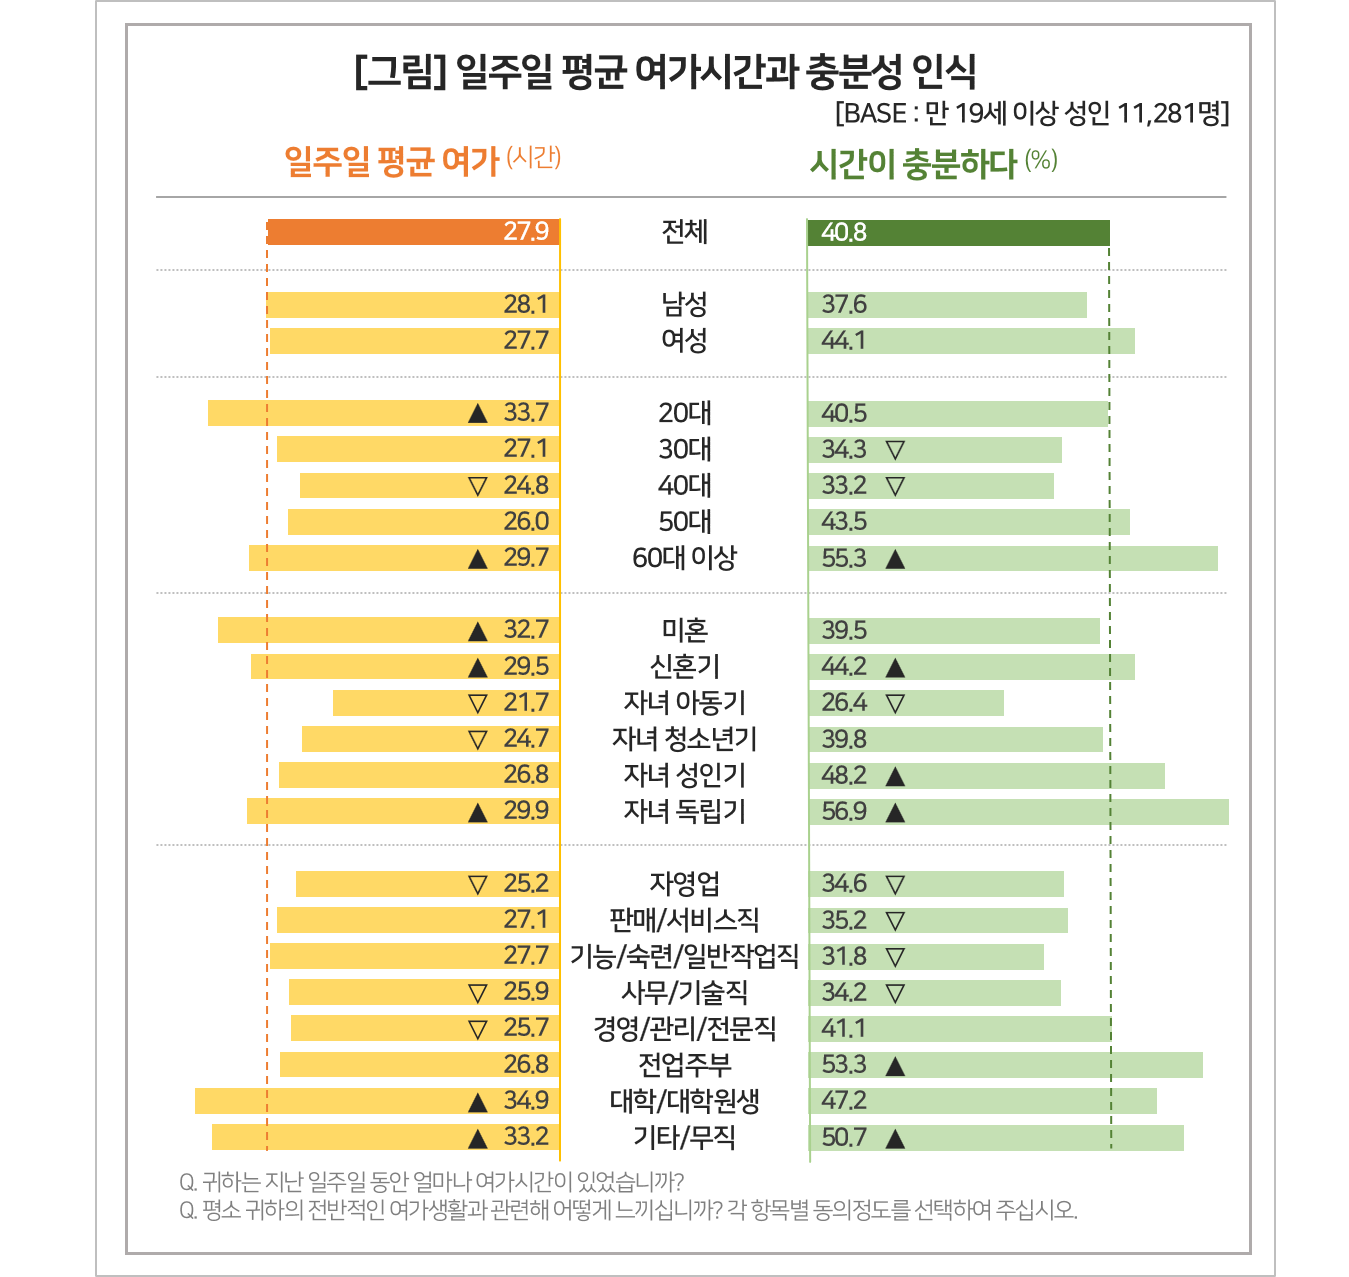 [그림] 일주일 평균 여가시간과 충분성 인식
[BASE : 만 19세 이상 성인 11,281명]
일주일 평균 여가 (시간) 시간이 충분하다 (%)
27.9 전체 40.8
28.1 남성 37.6
27.7 여성 44.1
▲ 33.7 20대 40.5
27.1 30대 34.3 ▽
▽ 24.8 40대 33.2 ▽
26.0 50대 43.5
▲ 29.7 60대 이상 55.3 ▲
▲ 32.7 미혼 39.5
▲ 29.5 신혼기 44.2 ▲
▽ 21.7 자녀 아동기 26.4 ▽
▽ 24.7 자녀 청소년기 39.8
26.8 자녀 성인기 48.2 ▲
▲ 29.9 자녀 독립기 56.9 ▲
▽ 25.2 자영업 34.6 ▽
27.1 판매/서비스직 35.2 ▽
27.7 기능/숙련/일반작업직 31.8 ▽
▽ 25.9 사무/기술직 34.2 ▽
▽ 25.7 경영/관리/전문직 41.1
26.8 전업주부 53.3 ▲
▲ 34.9 대학/대학원생 47.2
▲ 33.2 기타/무직 50.7 ▲
Q. 귀하는 지난 일주일 동안 얼마나 여가시간이 있었습니까?
Q. 평소 귀하의 전반적인 여가생활과 관련해 어떻게 느끼십니까? 각 항목별 동의정도를 선택하여 주십시오.